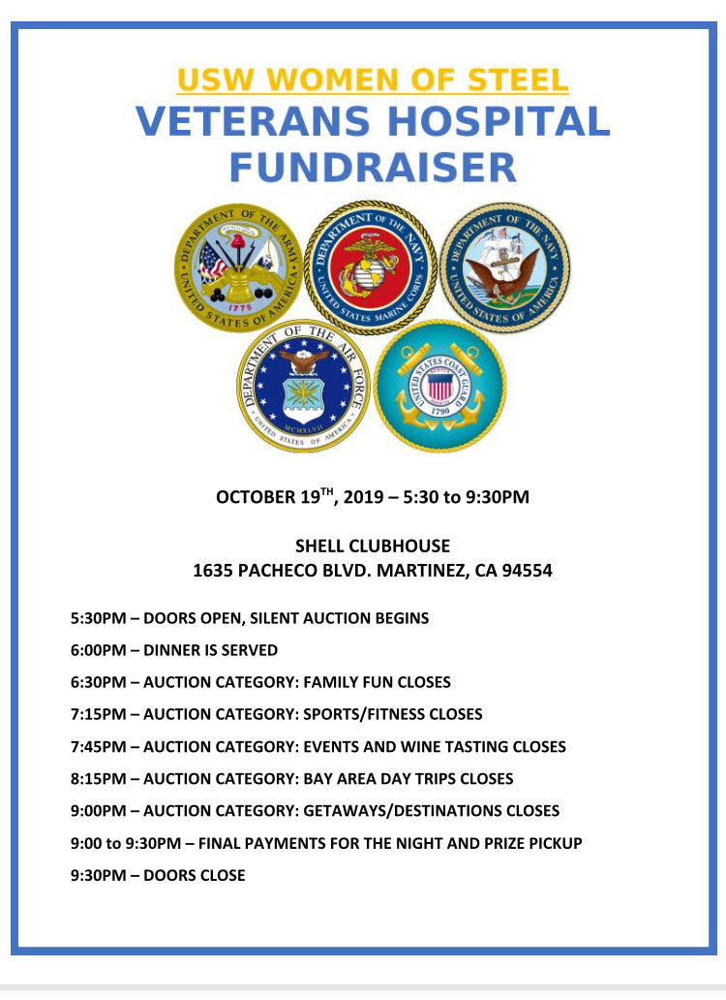 USW WOMEN OF STEEL
VETERANS HOSPITAL
FUNDRAISER
DEPARTMENT OF THE ARMY
1775
UNITED STATES OF AMERICA
DEPARTMENT OF THE NAVY
UNITED STATES MARINE CORPS
DEPARTMENT OF THE NAVY
UNITED STATES OF AMERICA
DEPARTMENT OF THE AIR FORCE
MCMXLVII
UNITED STATES OF AMERICA
UNITED STATES COAST GUARD
1790
OCTOBER 19TH, 2019 – 5:30 to 9:30PM
SHELL CLUBHOUSE
1635 PACHECO BLVD. MARTINEZ, CA 94554
5:30PM – DOORS OPEN, SILENT AUCTION BEGINS
6:00PM – DINNER IS SERVED
6:30PM – AUCTION CATEGORY: FAMILY FUN CLOSES
7:15PM – AUCTION CATEGORY: SPORTS/FITNESS CLOSES
7:45PM – AUCTION CATEGORY: EVENTS AND WINE TASTING CLOSES
8:15PM – AUCTION CATEGORY: BAY AREA DAY TRIPS CLOSES
9:00PM – AUCTION CATEGORY: GETAWAYS/DESTINATIONS CLOSES
9:00 to 9:30PM – FINAL PAYMENTS FOR THE NIGHT AND PRIZE PICKUP
9:30PM – DOORS CLOSE